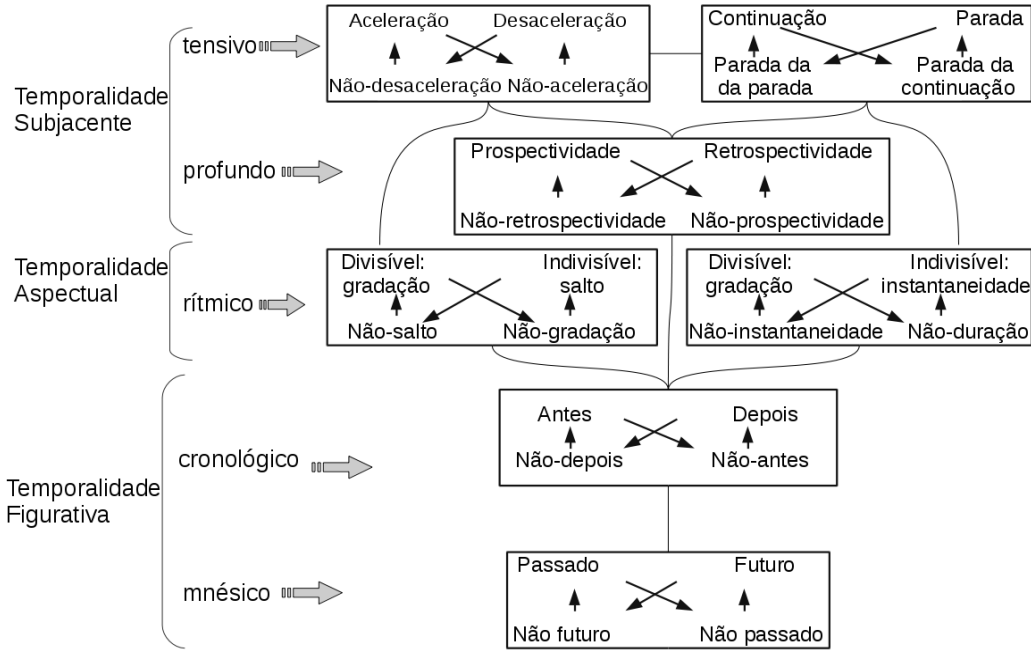 tensivo
Aceleração Desaceleração
Não-desaceleração Não-aceleração
Continuação Parada
Parada da Parada da
da parada continuação
Temporalidade
Subjacente
profundo
Prospectividade Retrospectividade
Não-retrospectividade Não-prospectividade
Temporalidade
Aspectual
rítmico
Divisível: Indivisível:
gradação salto
Não-salto Não-gradação
Divisível: Indivisível:
gradação instantaneidade
Não-instantaneidade Não-duração
Temporalidade
Figurativa
cronológico
Antes Depois
Não-depois Não-antes
mnésico
Passado Futuro
Não futuro Não passado